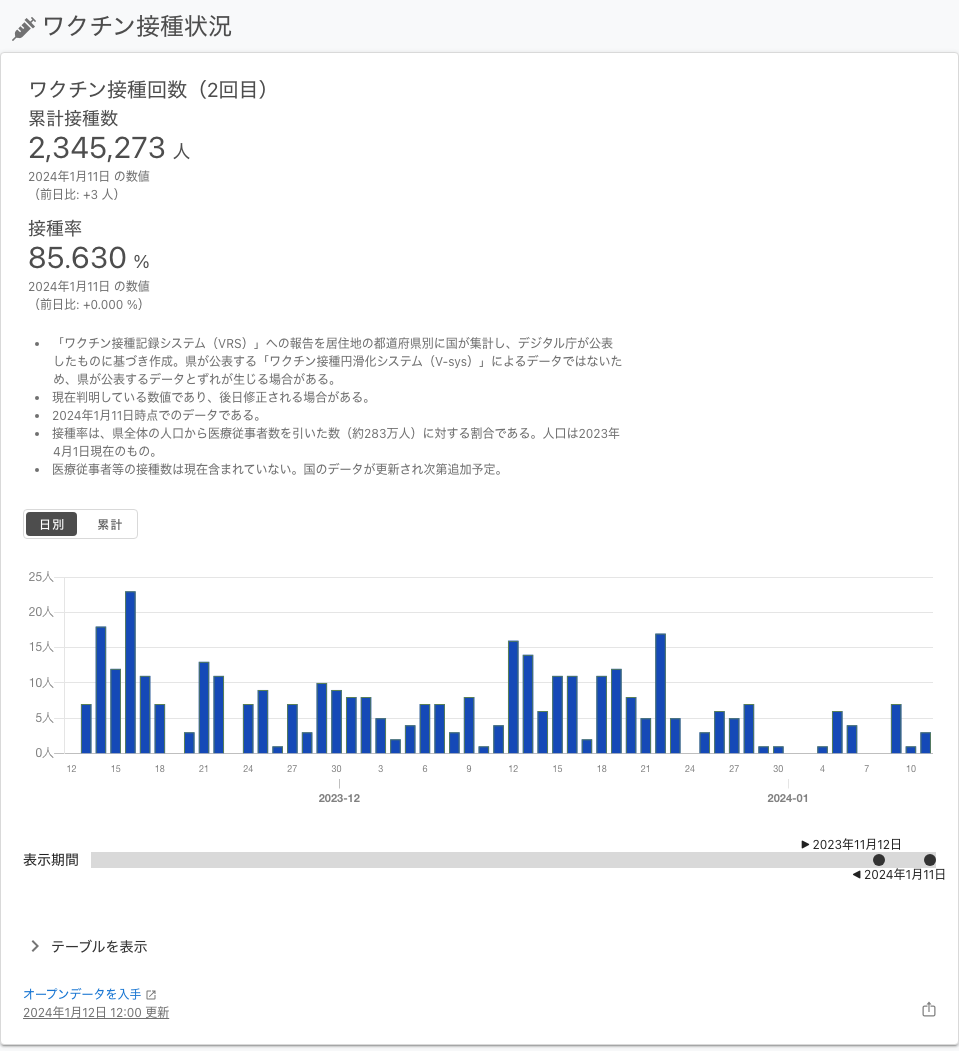 ワクチン接種状況
ワクチン接種回数（2回目）
累計接種数
2,345,273 人
2024年1月11日 の数値
（前日比: +3 人）
接種率
85.630 %
2024年1月11日 の数値
（前日比: +0.000 %）
• 「ワクチン接種記録システム（VRS）」への報告を居住地の都道府県別に国が集計し、デジタル庁が公表
したものに基づき作成。県が公表する「ワクチン接種円滑化システム（V-sys）」によるデータではないた
め、県が公表するデータとずれが生じる場合がある。
• 現在判明している数値であり、後日修正される場合がある。
• 2024年1月11日時点でのデータである。
• 接種率は、県全体の人口から医療従事者数を引いた数（約283万人）に対する割合である。人口は2023年
4月1日現在のもの。
• 医療従事者等の接種数は現在含まれていない。国のデータが更新され次第追加予定。
日別 累計
25人
20人
15人
10人
5人
0人
12 15 18 21 24 27 30 3 6 9 12 15 18 21 24 27 30 4 7 10
2023-12 2024-01
▶ 2023年11月12日
表示期間
◀ 2024年1月11日
テーブルを表示
オープンデータを入手
2024年1月12日 12:00 更新